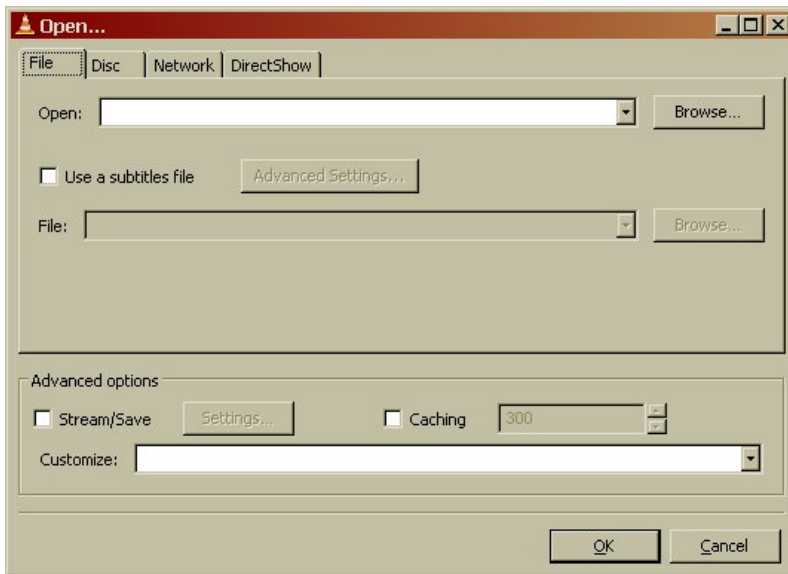 Open...
File Disc Network DirectShow
Open: Browse...
Use a subtitles file Advanced Settings...
File: Browse...
Advanced options
Stream/Save Settings... Caching 300
Customize:
OK Cancel